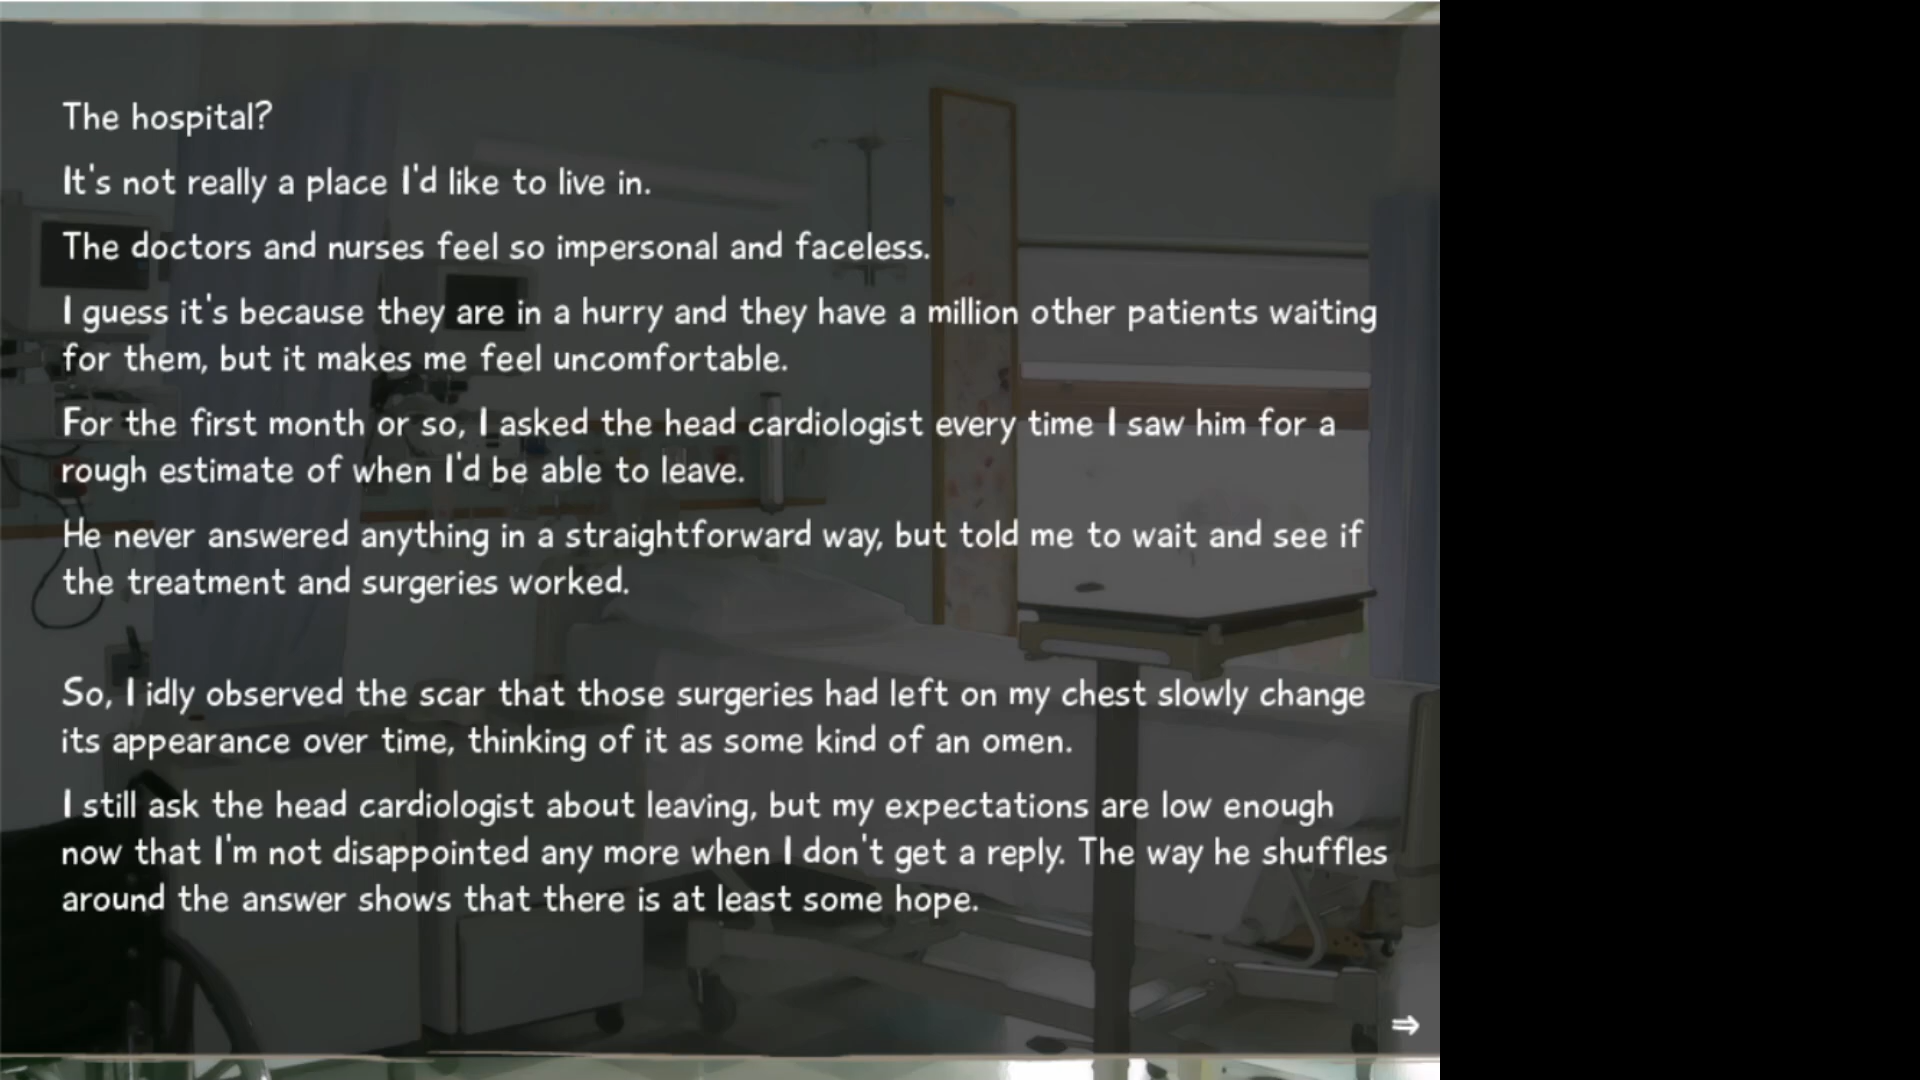 The hospital?
It's not really a place I'd like to live in.
The doctors and nurses feel so impersonal and faceless.
I guess it's because they are in a hurry and they have a million other patients waiting
for them, but it makes me feel uncomfortable.
For the first month or so, I asked the head cardiologist every time I saw him for a
rough estimate of when I'd be able to leave.
He never answered anything in a straightforward way, but told me to wait and see if
the treatment and surgeries worked.
So, I idly observed the scar that those surgeries had left on my chest slowly change
its appearance over time, thinking of it as some kind of an omen.
I still ask the head cardiologist about leaving, but my expectations are low enough
now that I'm not disappointed any more when I don't get a reply. The way he shuffles
around the answer shows that there is at least some hope.